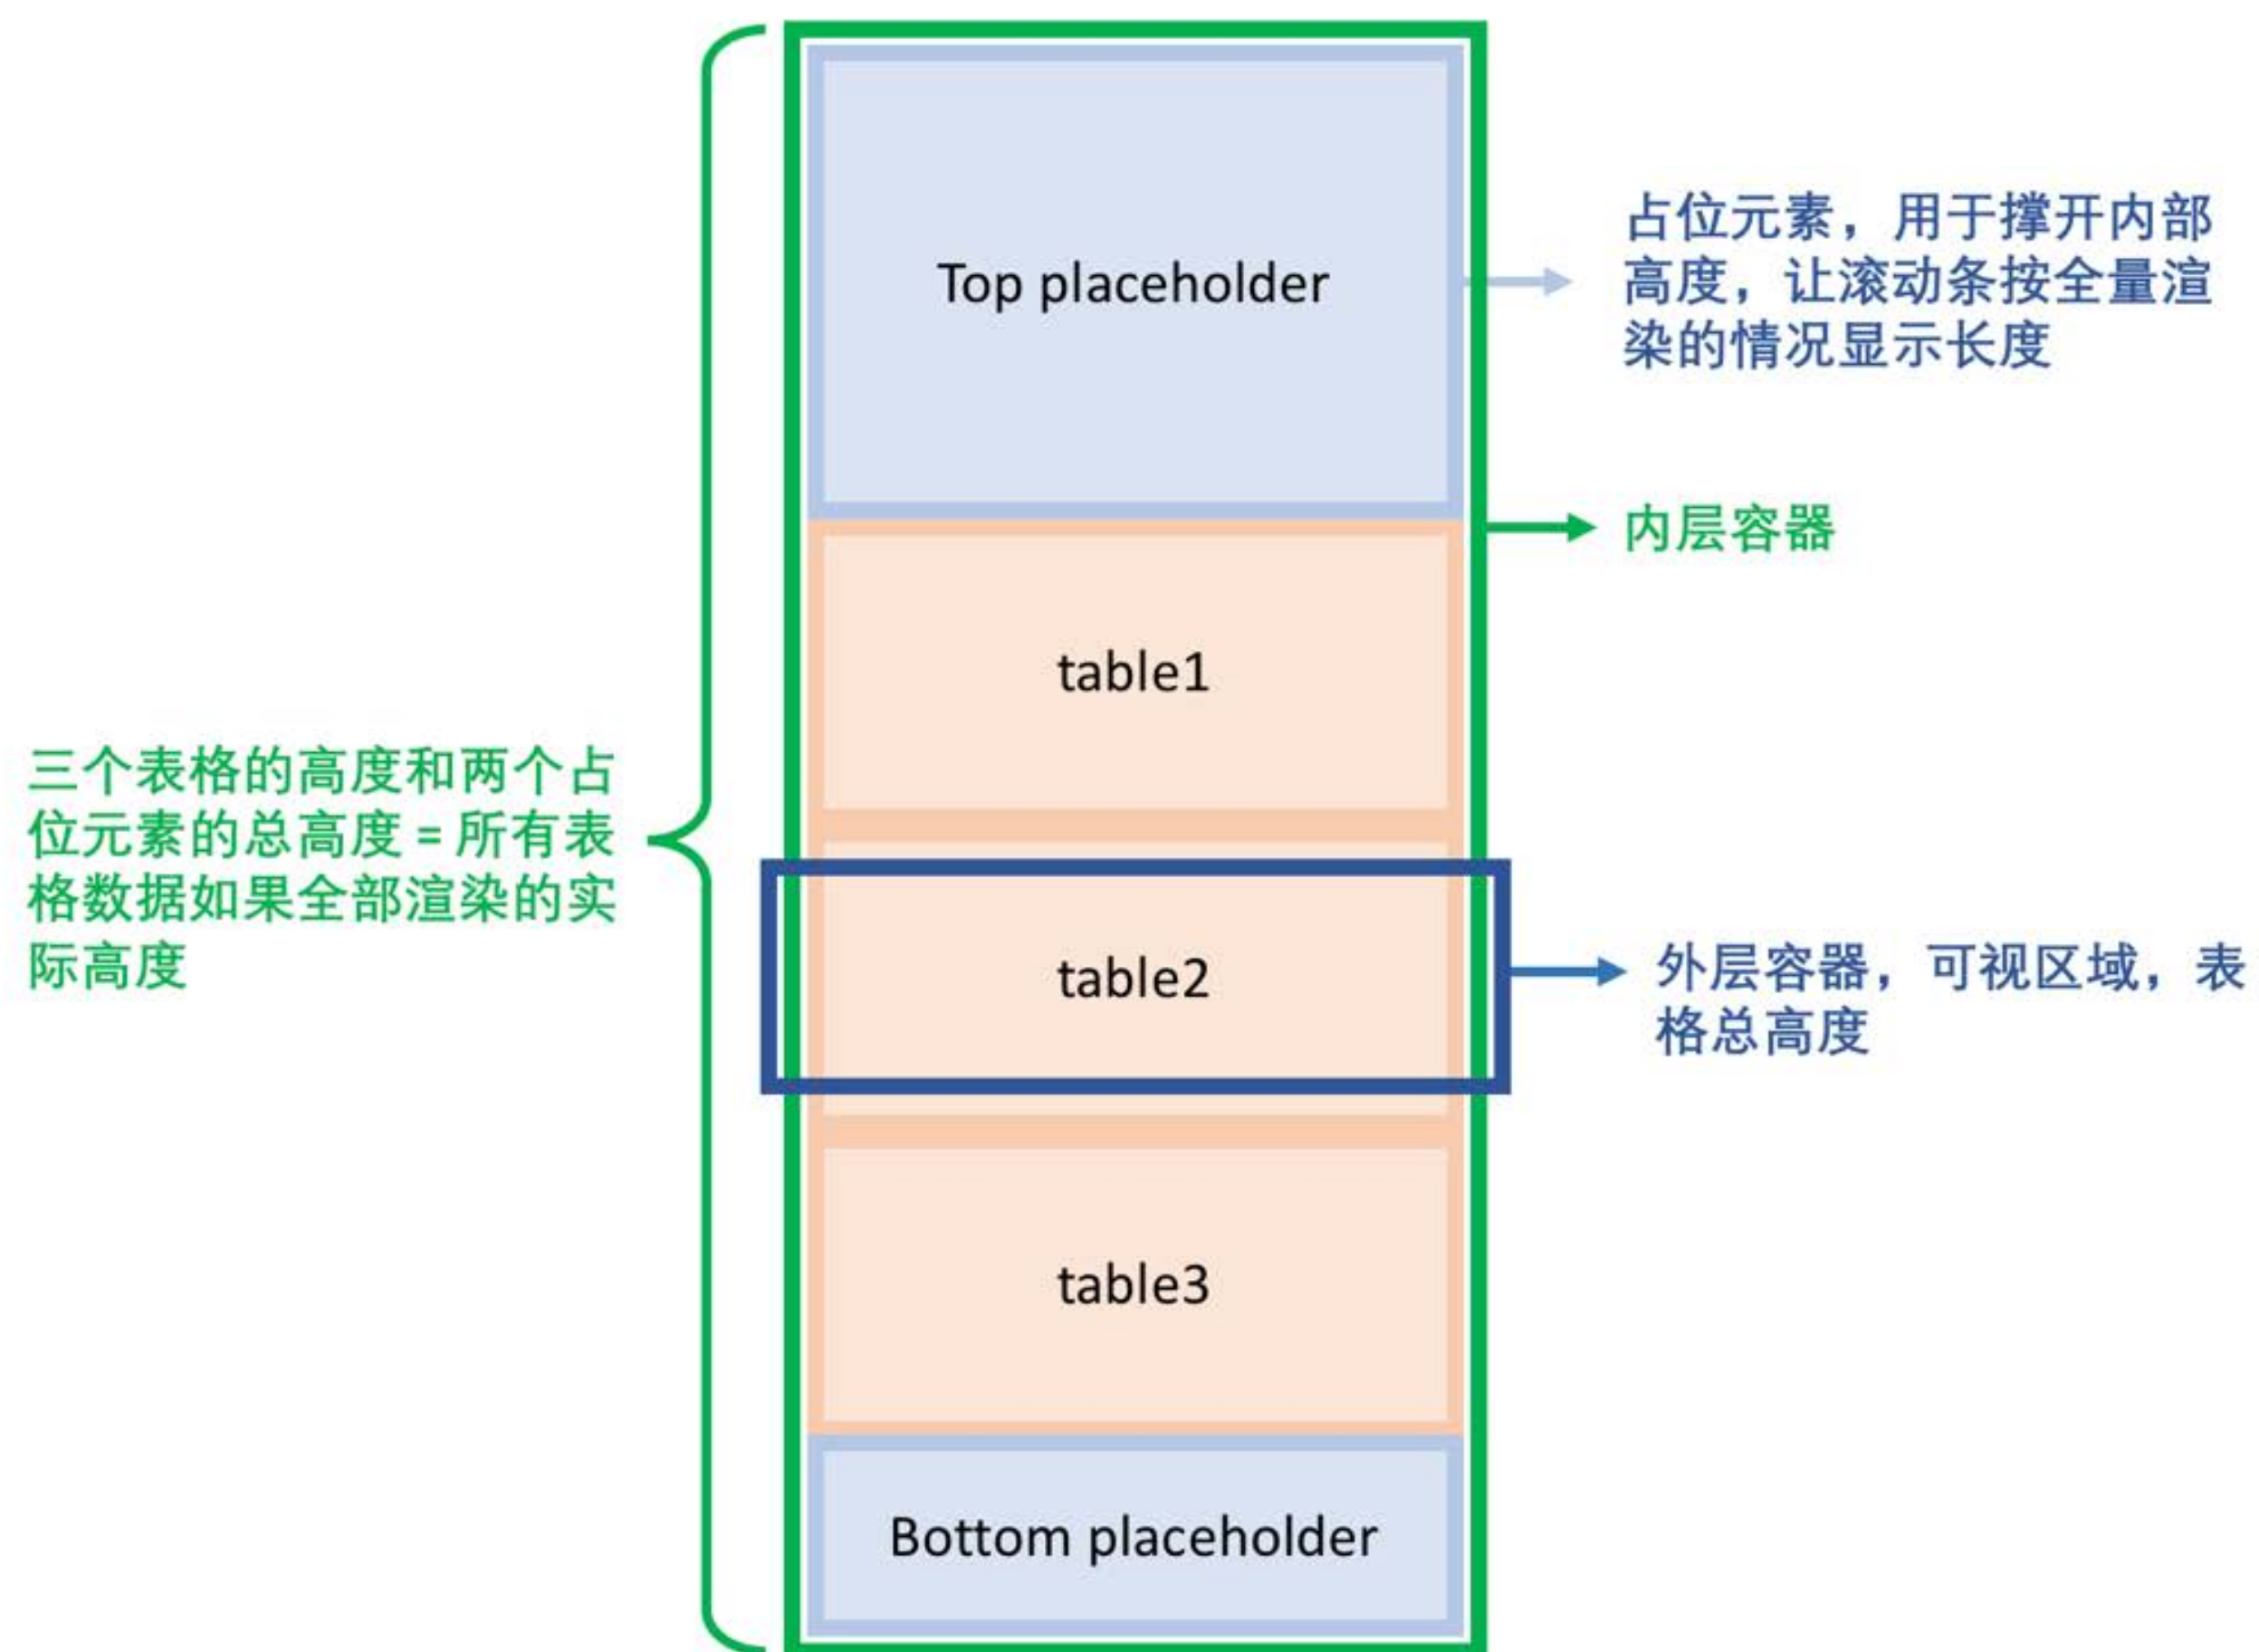 Top placeholder
占位元素，用于撑开内部
高度，让滚动条按全量渲
染的情况显示长度
内层容器
table1
三个表格的高度和两个占
位元素的总高度 = 所有表
格数据如果全部渲染的实
际高度
table2
外层容器，可视区域，表
格总高度
table3
Bottom placeholder